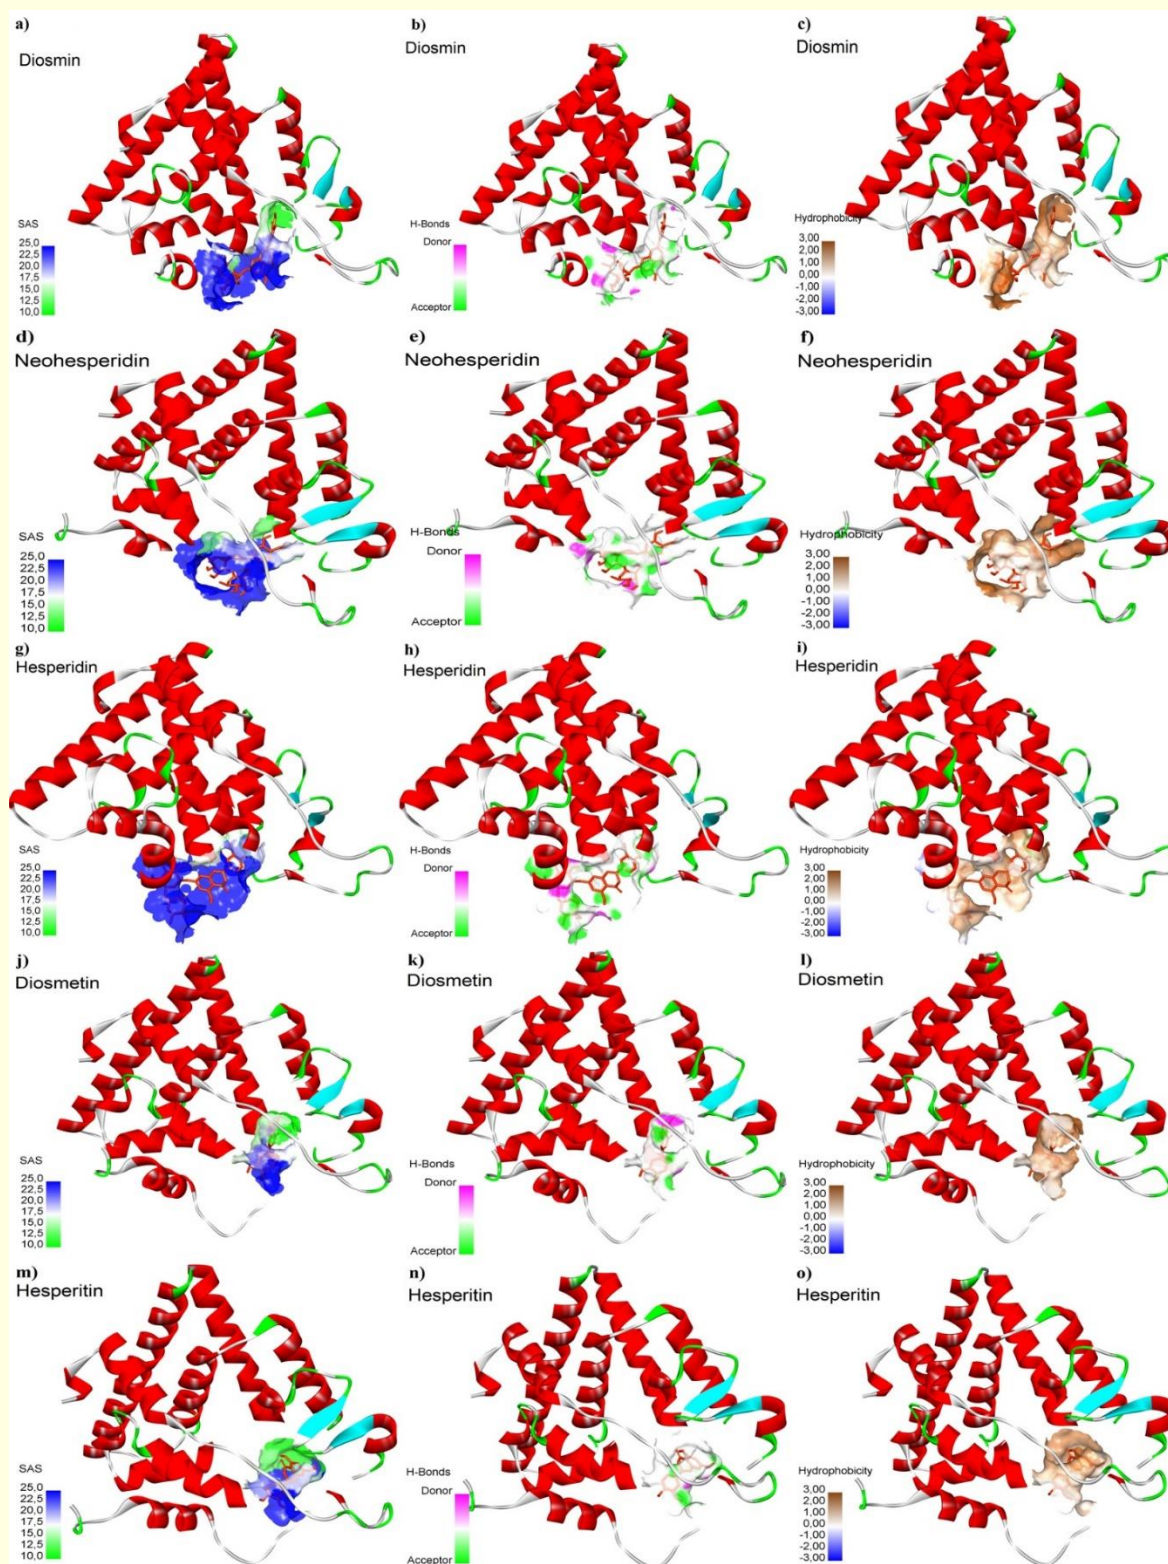 a)
Diosmin
SAS
25,0
22,5
20,0
17,5
15,0
12,5
10,0
b)
Diosmin
H-Bonds
Donor
Acceptor
c)
Diosmin
Hydrophobicity
3,00
2,00
1,00
0,00
-1,00
-2,00
-3,00
d)
Neohesperidin
SAS
25,0
22,5
20,0
17,5
15,0
12,5
10,0
e)
Neohesperidin
H-Bonds
Donor
Acceptor
f)
Neohesperidin
Hydrophobicity
3,00
2,00
1,00
0,00
-1,00
-2,00
-3,00
g)
Hesperidin
SAS
25,0
22,5
20,0
17,5
15,0
12,5
10,0
h)
Hesperidin
H-Bonds
Donor
Acceptor
i)
Hesperidin
Hydrophobicity
3,00
2,00
1,00
0,00
-1,00
-2,00
-3,00
j)
Diosmetin
SAS
25,0
22,5
20,0
17,5
15,0
12,5
10,0
k)
Diosmetin
H-Bonds
Donor
Acceptor
l)
Diosmetin
Hydrophobicity
3,00
2,00
1,00
0,00
-1,00
-2,00
-3,00
m)
Hesperitin
SAS
25,0
22,5
20,0
17,5
15,0
12,5
10,0
n)
Hesperitin
H-Bonds
Donor
Acceptor
o)
Hesperitin
Hydrophobicity
3,00
2,00
1,00
0,00
-1,00
-2,00
-3,00